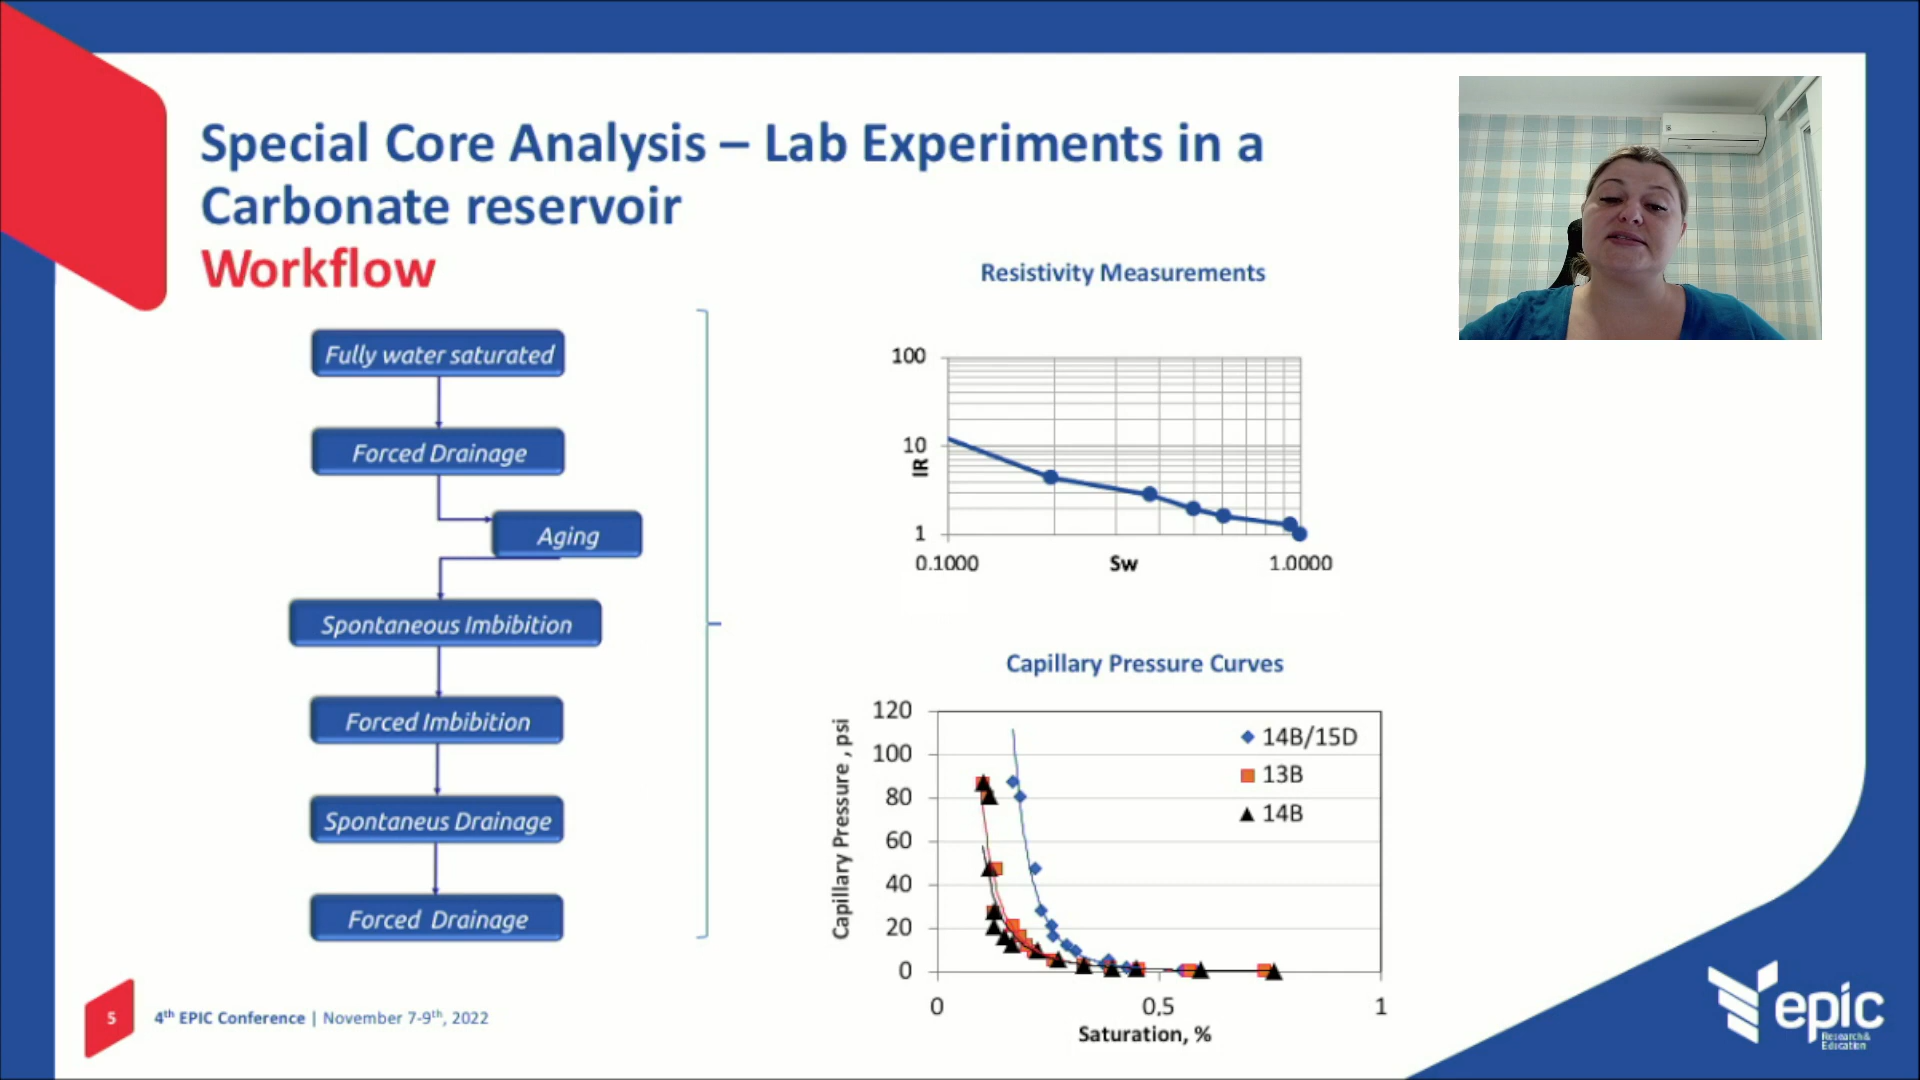 Special Core Analysis – Lab Experiments in a
Carbonate reservoir
Workflow
Fully water saturated
Forced Drainage
Aging
Spontaneous Imbibition
Forced Imbibition
Spontaneus Drainage
Forced Drainage
Resistivity Measurements
100
10
1
IR
0.1000
Sw
1.0000
Capillary Pressure Curves
120
100
80
60
40
20
0
Capillary Pressure , psi
14B/15D
13B
14B
0
0.5
1
Saturation, %
5
4th EPIC Conference | November 7-9th, 2022
epic
Research &
Education